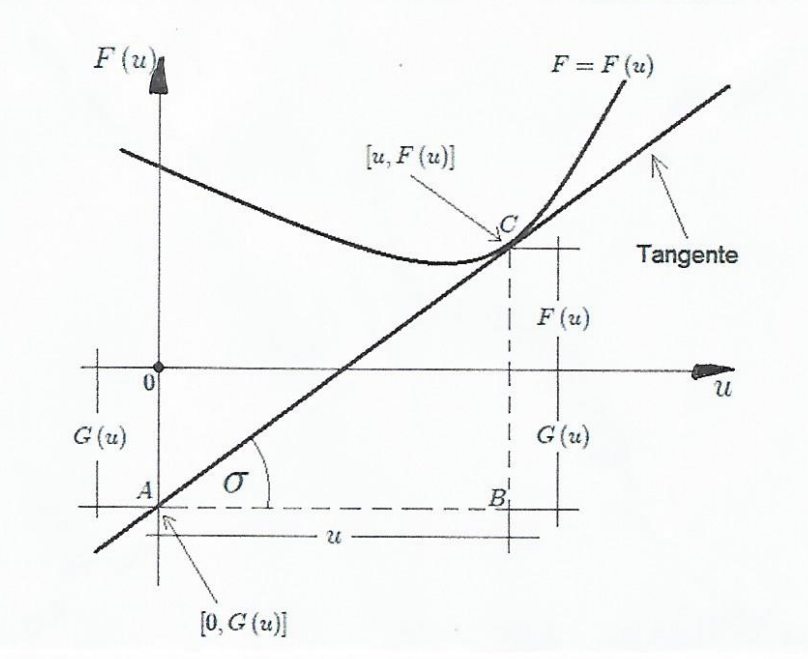 F (u)
F = F (u)
[u, F (u)]
C
Tangente
F (u)
0
u
G (u)
G (u)
A
σ
B
u
[0, G (u)]